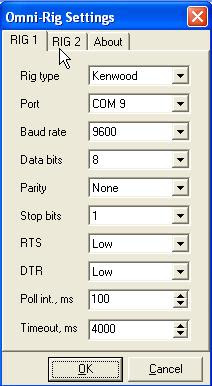 Omni-Rig Settings
RIG 1 RIG 2 About
Rig type Kenwood
Port COM 9
Baud rate 9600
Data bits 8
Parity None
Stop bits 1
RTS Low
DTR Low
Poll int., ms 100
Timeout, ms 4000
OK Cancel